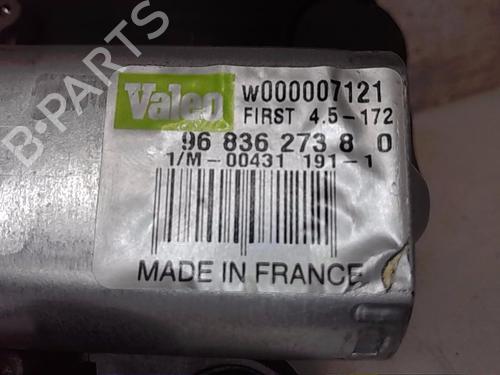 B-PARTS
Valeo
W000007121
FIRST 4.5-172
96 836 273 8 0
1/M-00431 191-1
MADE IN FRANCE